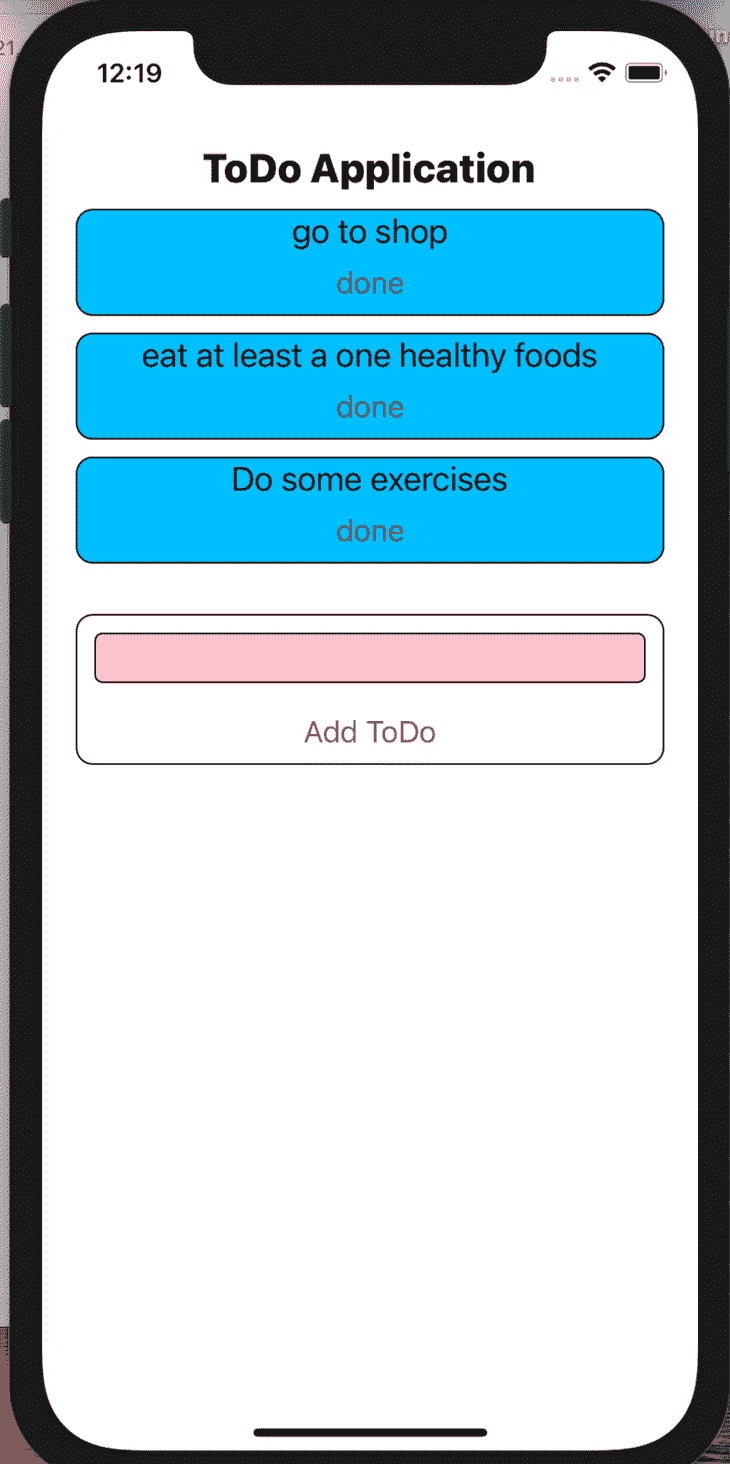 12:19
ToDo Application
go to shop
done
eat at least a one healthy foods
done
Do some exercises
done
Add ToDo